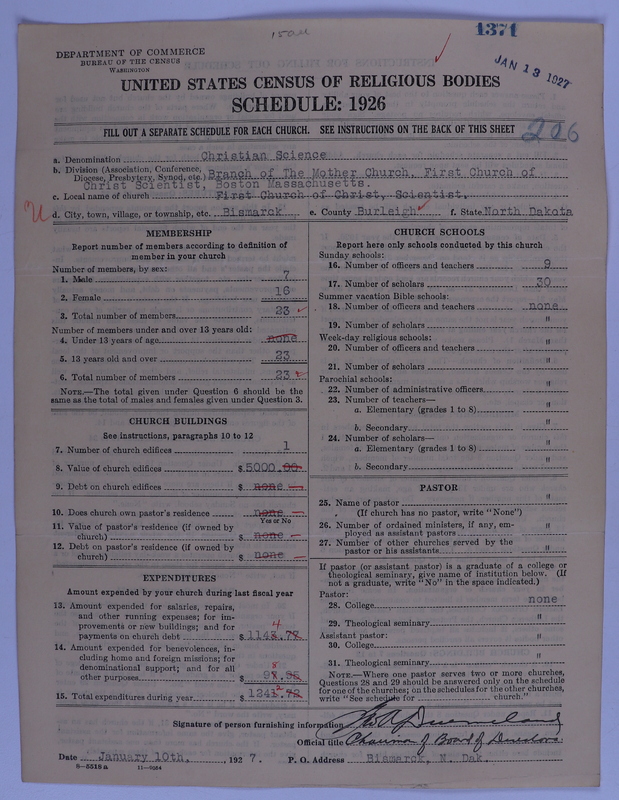 150M
1371
JAN 13 1927
DEPARTMENT OF COMMERCE
BUREAU OF THE CENSUS
WASHINGTON
UNITED STATES CENSUS OF RELIGIOUS BODIES
SCHEDULE: 1926
FILL OUT A SEPARATE SCHEDULE FOR EACH CHURCH. SEE INSTRUCTIONS ON THE BACK OF THIS SHEET
206
a. Denomination Christian Science
b. Division (Association, Conference, Diocese, Presbytery, Synod, etc.) Branch of The Mother Church, First Church of
Christ Scientist, Boston Massachusetts.
c. Local name of church First Church of Christ, Scientist,
d. City, town, village, or township, etc. Bismarck e. County Burleigh f. State North Dakota
MEMBERSHIP
Report number of members according to definition of
member in your church
Number of members, by sex:
1. Male 7
2. Female 16
3. Total number of members 23
Number of members under and over 13 years old:
4. Under 13 years of age none
5. 13 years old and over 23
6. Total number of members 23
NOTE.—The total given under Question 6 should be the
same as the total of males and females given under Question 3.
CHURCH BUILDINGS
See instructions, paragraphs 10 to 12
7. Number of church edifices 1
8. Value of church edifices $5000.00
9. Debt on church edifices $ none
10. Does church own pastor's residence none
Yes or No
11. Value of pastor's residence (if owned by
church) $ none
12. Debt on pastor's residence (if owned by
church) $ none
EXPENDITURES
Amount expended by your church during last fiscal year
13. Amount expended for salaries, repairs,
and other running expenses; for im-
provements or new buildings; and for 4
payments on church debt $1143.78
14. Amount expended for benevolences, in-
cluding home and foreign missions; for
denominational support; and for all 8
other purposes $
15. Total expenditures during year $
CHURCH SCHOOLS
Report here only schools conducted by this church
Sunday schools:
16. Number of officers and teachers 9
17. Number of scholars 30
Summer vacation Bible schools:
18. Number of officers and teachers none
19. Number of scholars "
Week-day religious schools:
20. Number of officers and teachers "
21. Number of scholars "
Parochial schools:
22. Number of administrative officers "
23. Number of teachers—
a. Elementary (grades 1 to 8) "
b. Secondary "
24. Number of scholars—
a. Elementary (grades 1 to 8) "
b. Secondary "
PASTOR
25. Name of pastor "
(If church has no pastor, write "None")
26. Number of ordained ministers, if any, em-
ployed as assistant pastors "
27. Number of other churches served by the
pastor or his assistants "
If pastor (or assistant pastor) is a graduate of a college or
theological seminary, give name of institution below. (If
not a graduate, write "No" in the space indicated.)
Pastor:
28. College none
29. Theological seminary "
Assistant pastor:
30. College "
31. Theological seminary "
NOTE.—Where one pastor serves two or more churches,
Questions 28 and 29 should be answered only on the schedule
for one of the churches; on the schedules for the other churches,
write "See schedule for church."
Signature of person furnishing information
Official title Chairman of Board of Directors.
Date January 10th, , 1927. P. O. Address Bismarck, N. Dak.
8—5518 a 11—9684